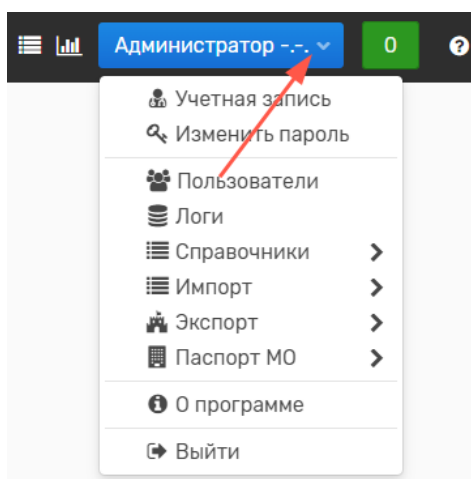 Администратор -.-. 0
Учетная запись
Изменить пароль
Пользователи
Логи
Справочники
Импорт
Экспорт
Паспорт МО
О программе
Выйти